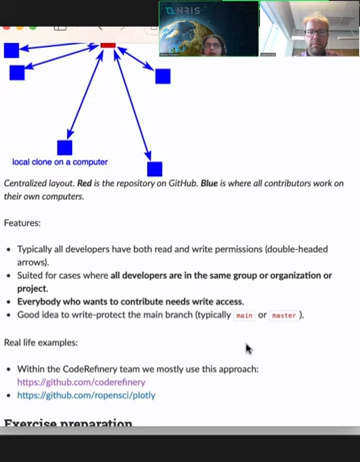 NRIS
local clone on a computer
Centralized layout. Red is the repository on GitHub. Blue is where all contributors work on
their own computers.
Features:
• Typically all developers have both read and write permissions (double-headed
arrows).
• Suited for cases where all developers are in the same group or organization or
project.
• Everybody who wants to contribute needs write access.
• Good idea to write-protect the main branch (typically main or master ).
Real life examples:
• Within the CodeRefinery team we mostly use this approach:
https://github.com/coderefinery
• https://github.com/ropensci/plotly
Exercise preparation